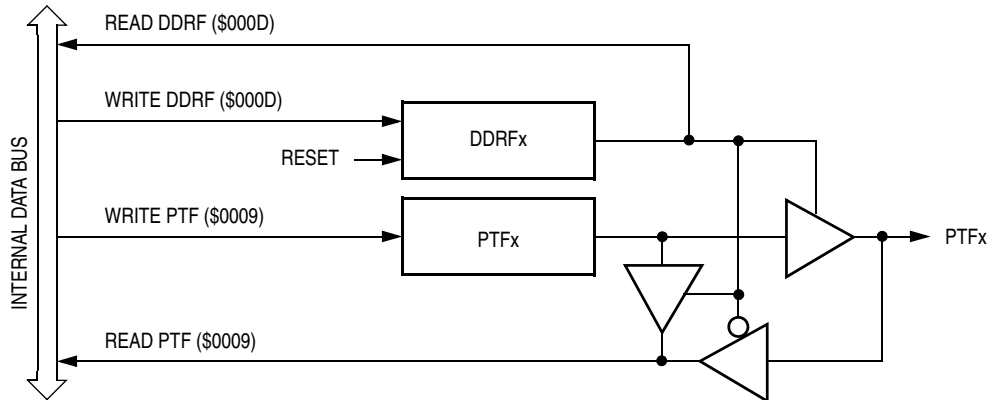 READ DDRF ($000D)
WRITE DDRF ($000D)
DDRFx
RESET
INTERNAL DATA BUS
WRITE PTF ($0009)
PTFx
PTFx
READ PTF ($0009)